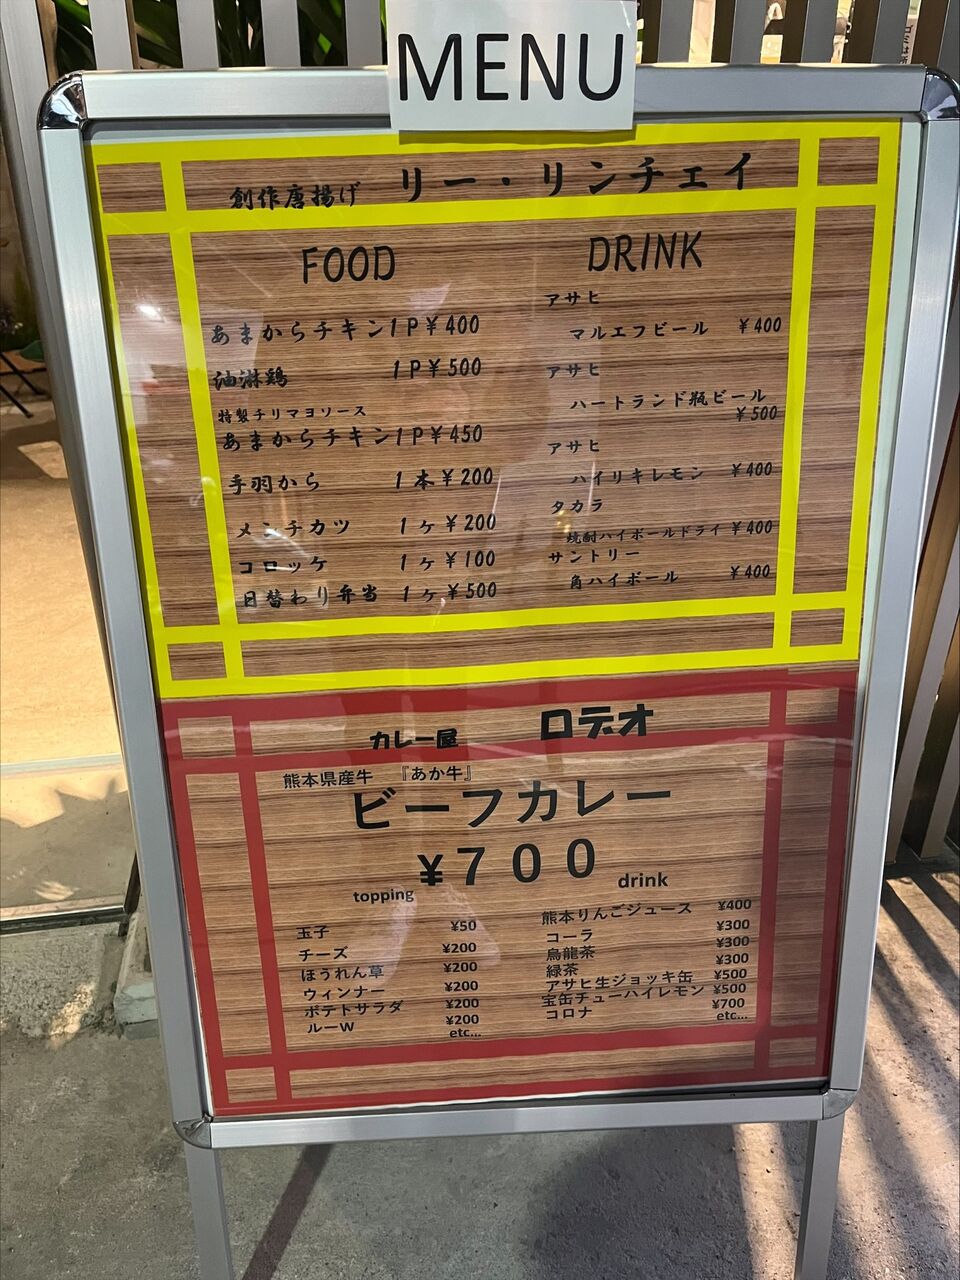 MENU
創作唐揚げ リー・リンチェイ
FOOD
あまからチキン1P¥400
油淋鶏 1P¥500
特製チリマヨソース
あまからチキン1P¥450
手羽から 1本¥200
メンチカツ 1ヶ¥200
コロッケ 1ヶ¥100
日替わり弁当 1ヶ¥500
DRINK
アサヒ
マルエフビール ¥400
アサヒ
ハートランド瓶ビール
¥500
アサヒ
ハイリキレモン ¥400
タカラ
焼酎ハイボールドライ¥400
サントリー
角ハイボール ¥400
カレー屋 ロデオ
熊本県産牛 『あか牛』
ビーフカレー
¥700
topping
玉子 ¥50
チーズ ¥200
ほうれん草 ¥200
ウィンナー ¥200
ポテトサラダ ¥200
ルーW ¥200
etc...
drink
熊本りんごジュース ¥400
コーラ ¥300
烏龍茶 ¥300
緑茶 ¥300
アサヒ生ジョッキ缶 ¥500
宝缶チューハイレモン ¥500
コロナ ¥700
etc...